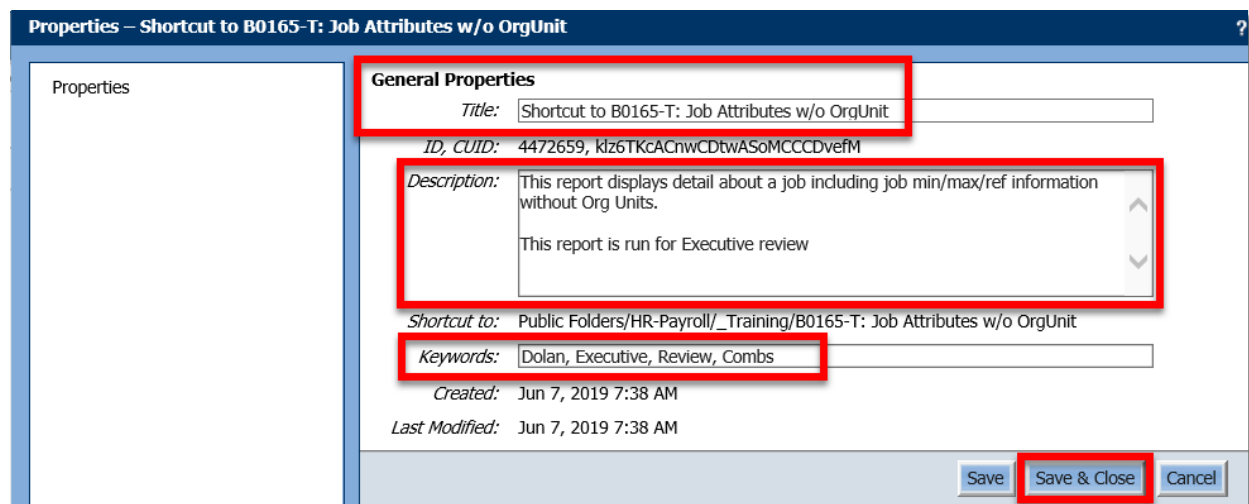 Properties – Shortcut to B0165-T: Job Attributes w/o OrgUnit ?
Properties
General Properties
Title: Shortcut to B0165-T: Job Attributes w/o OrgUnit
ID, CUID: 4472659, klz6TKcACnwCDtwASoMCCCDvefM
Description: This report displays detail about a job including job min/max/ref information
without Org Units.
This report is run for Executive review
Shortcut to: Public Folders/HR-Payroll/_Training/B0165-T: Job Attributes w/o OrgUnit
Keywords: Dolan, Executive, Review, Combs
Created: Jun 7, 2019 7:38 AM
Last Modified: Jun 7, 2019 7:38 AM
Save Save & Close Cancel